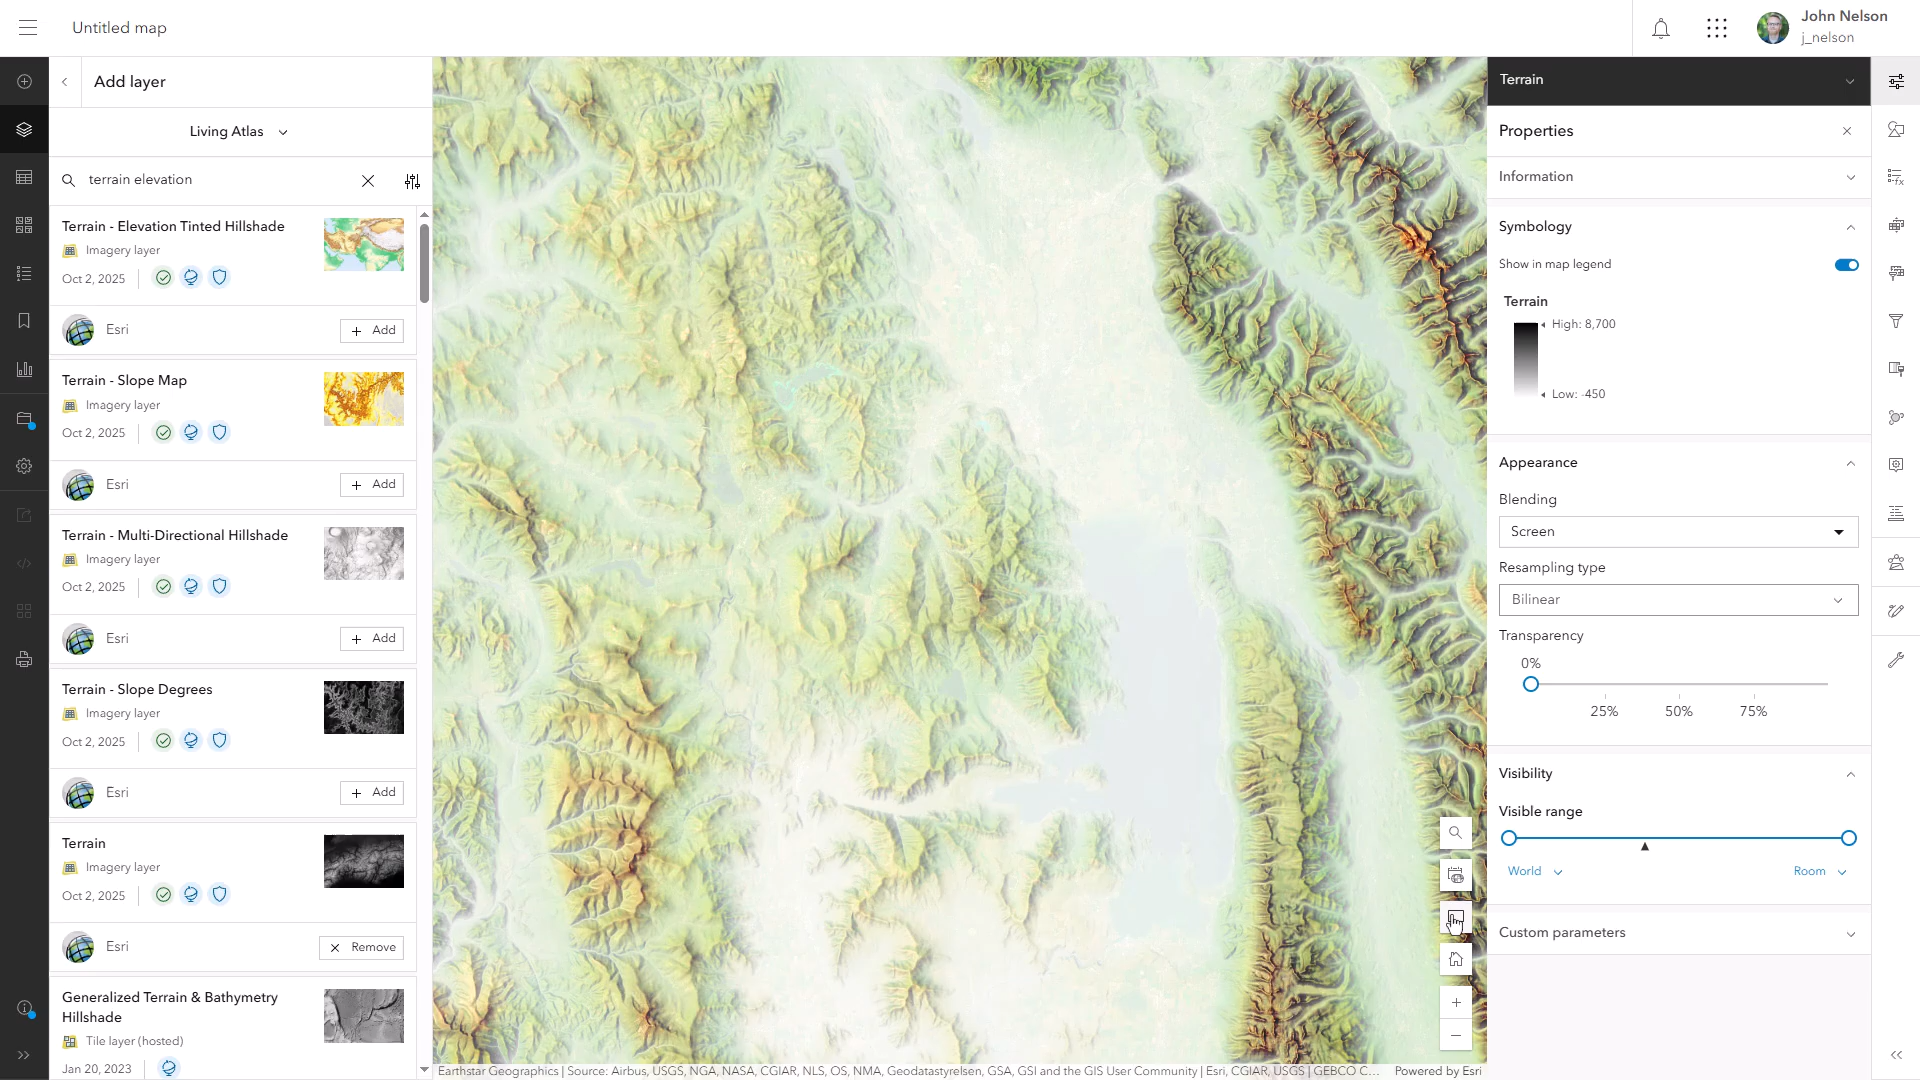 Untitled map
John Nelson
j_nelson
Add layer
Living Atlas
terrain elevation
Terrain - Elevation Tinted Hillshade
Imagery layer
Oct 2, 2025
Esri
Add
Terrain - Slope Map
Imagery layer
Oct 2, 2025
Esri
Add
Terrain - Multi-Directional Hillshade
Imagery layer
Oct 2, 2025
Esri
Add
Terrain - Slope Degrees
Imagery layer
Oct 2, 2025
Esri
Add
Terrain
Imagery layer
Oct 2, 2025
Esri
Remove
Generalized Terrain & Bathymetry
Hillshade
Tile layer (hosted)
Jan 20, 2023
Earthstar Geographics | Source: Airbus, USGS, NGA, NASA, CGIAR, NLS, OS, NMA, Geodatastyrelsen, GSA, GSI and the GIS User Community | Esri, CGIAR, USGS | GEBCO C... Powered by Esri
Terrain
Properties
Information
Symbology
Show in map legend
Terrain
High: 8,700
Low: -450
Appearance
Blending
Screen
Resampling type
Bilinear
Transparency
0%
25% 50% 75%
Visibility
Visible range
World Room
Custom parameters